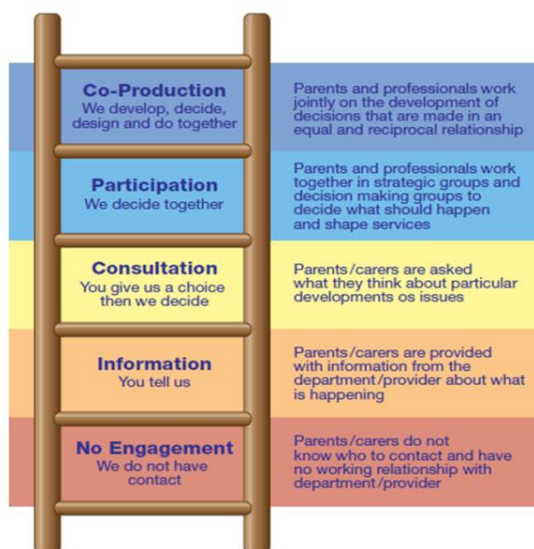 Co-Production
We develop, decide,
design and do together
Parents and professionals work
jointly on the development of
decisions that are made in an
equal and reciprocal relationship
Participation
We decide together
Parents and professionals work
together in strategic groups and
decision making groups to
decide what should happen
and shape services
Consultation
You give us a choice
then we decide
Parents/carers are asked
what they think about particular
developments os issues
Information
You tell us
Parents/carers are provided
with information from the
department/provider about what
is happening
No Engagement
We do not have
contact
Parents/carers do not
know who to contact and have
no working relationship with
department/provider